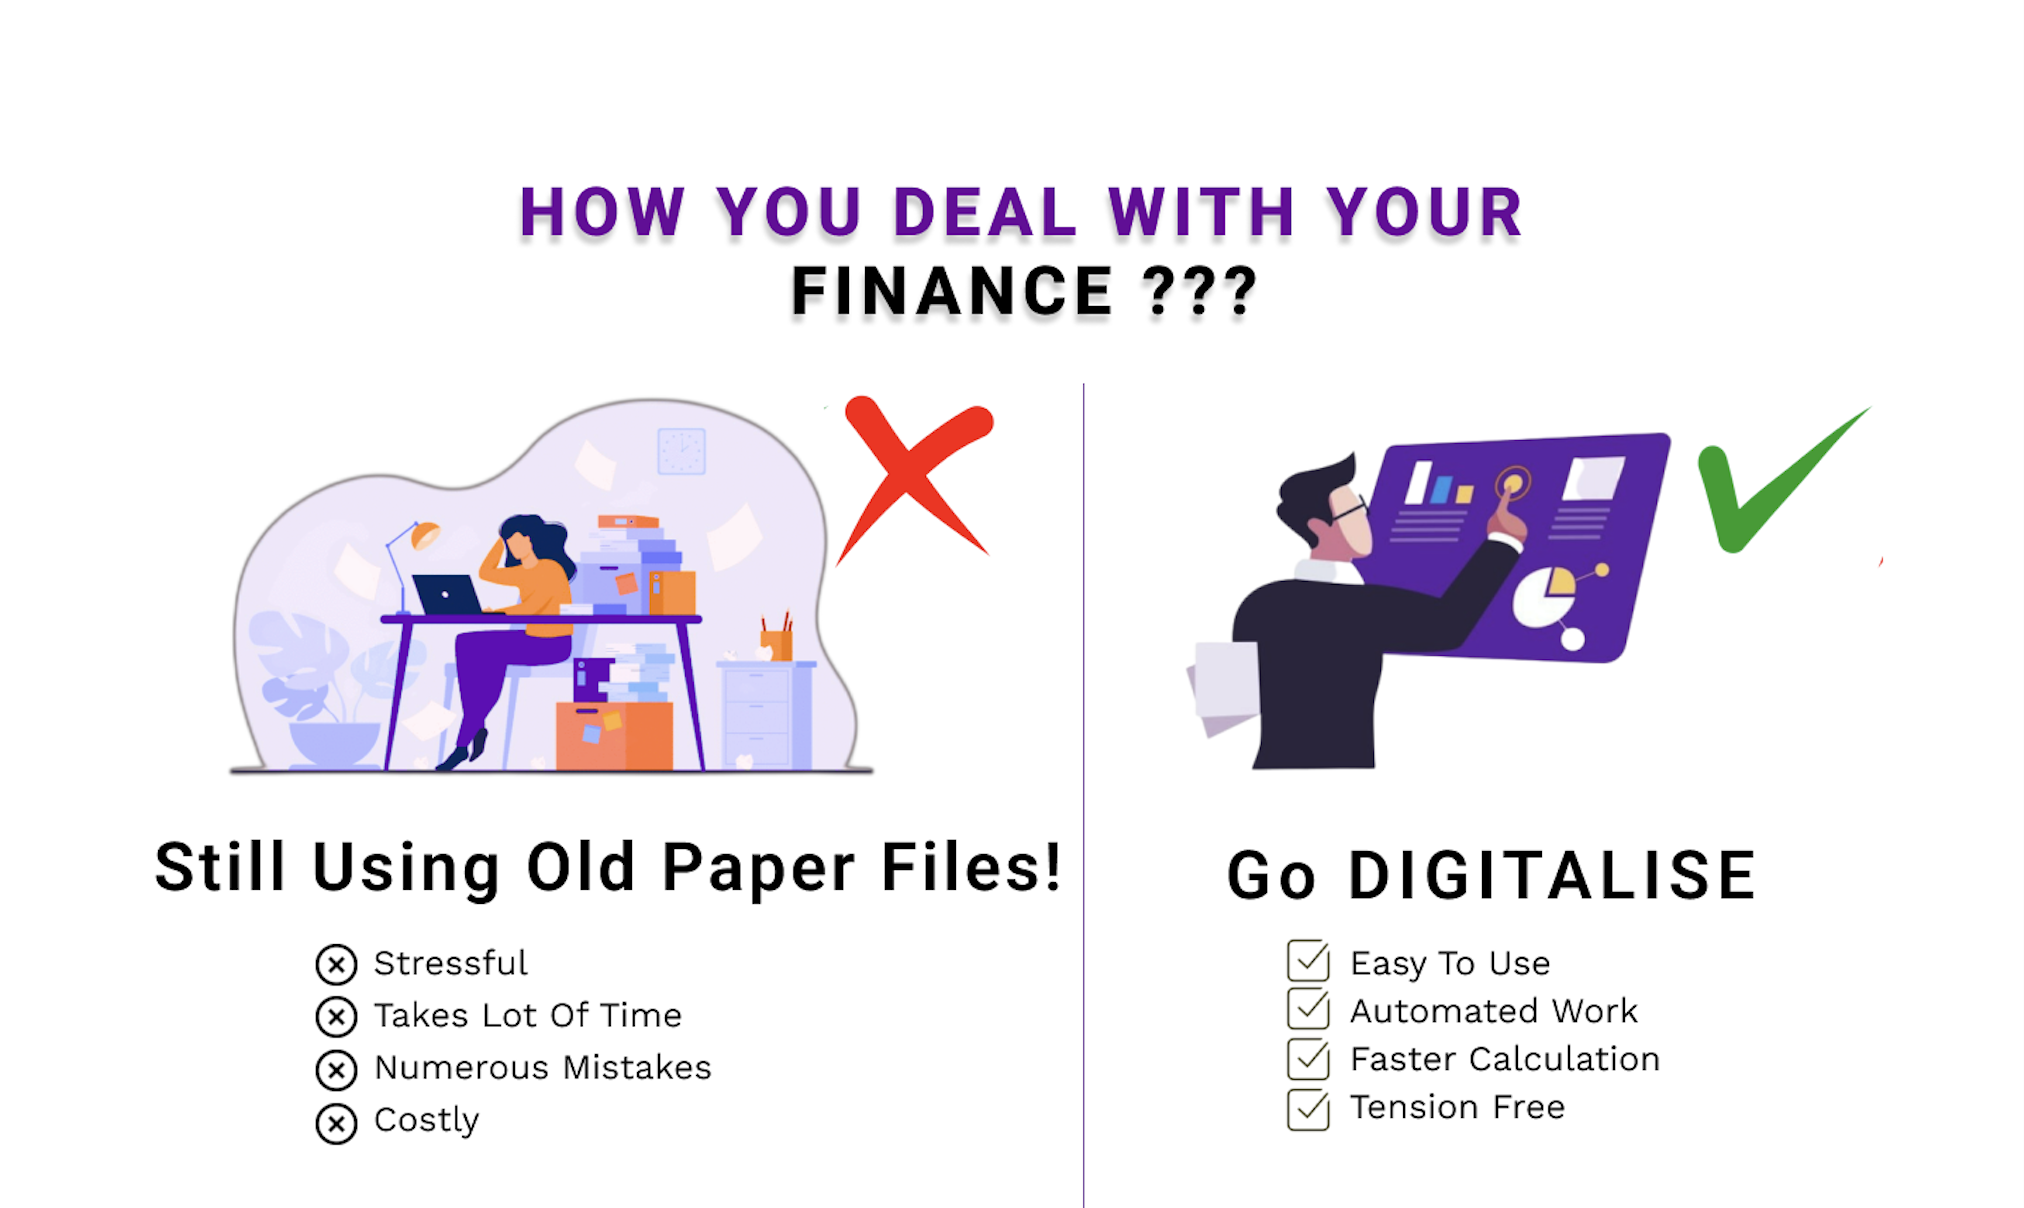 HOW YOU DEAL WITH YOUR
FINANCE ???
Still Using Old Paper Files!
Stressful
Takes Lot Of Time
Numerous Mistakes
Costly
Go DIGITALISE
Easy To Use
Automated Work
Faster Calculation
Tension Free